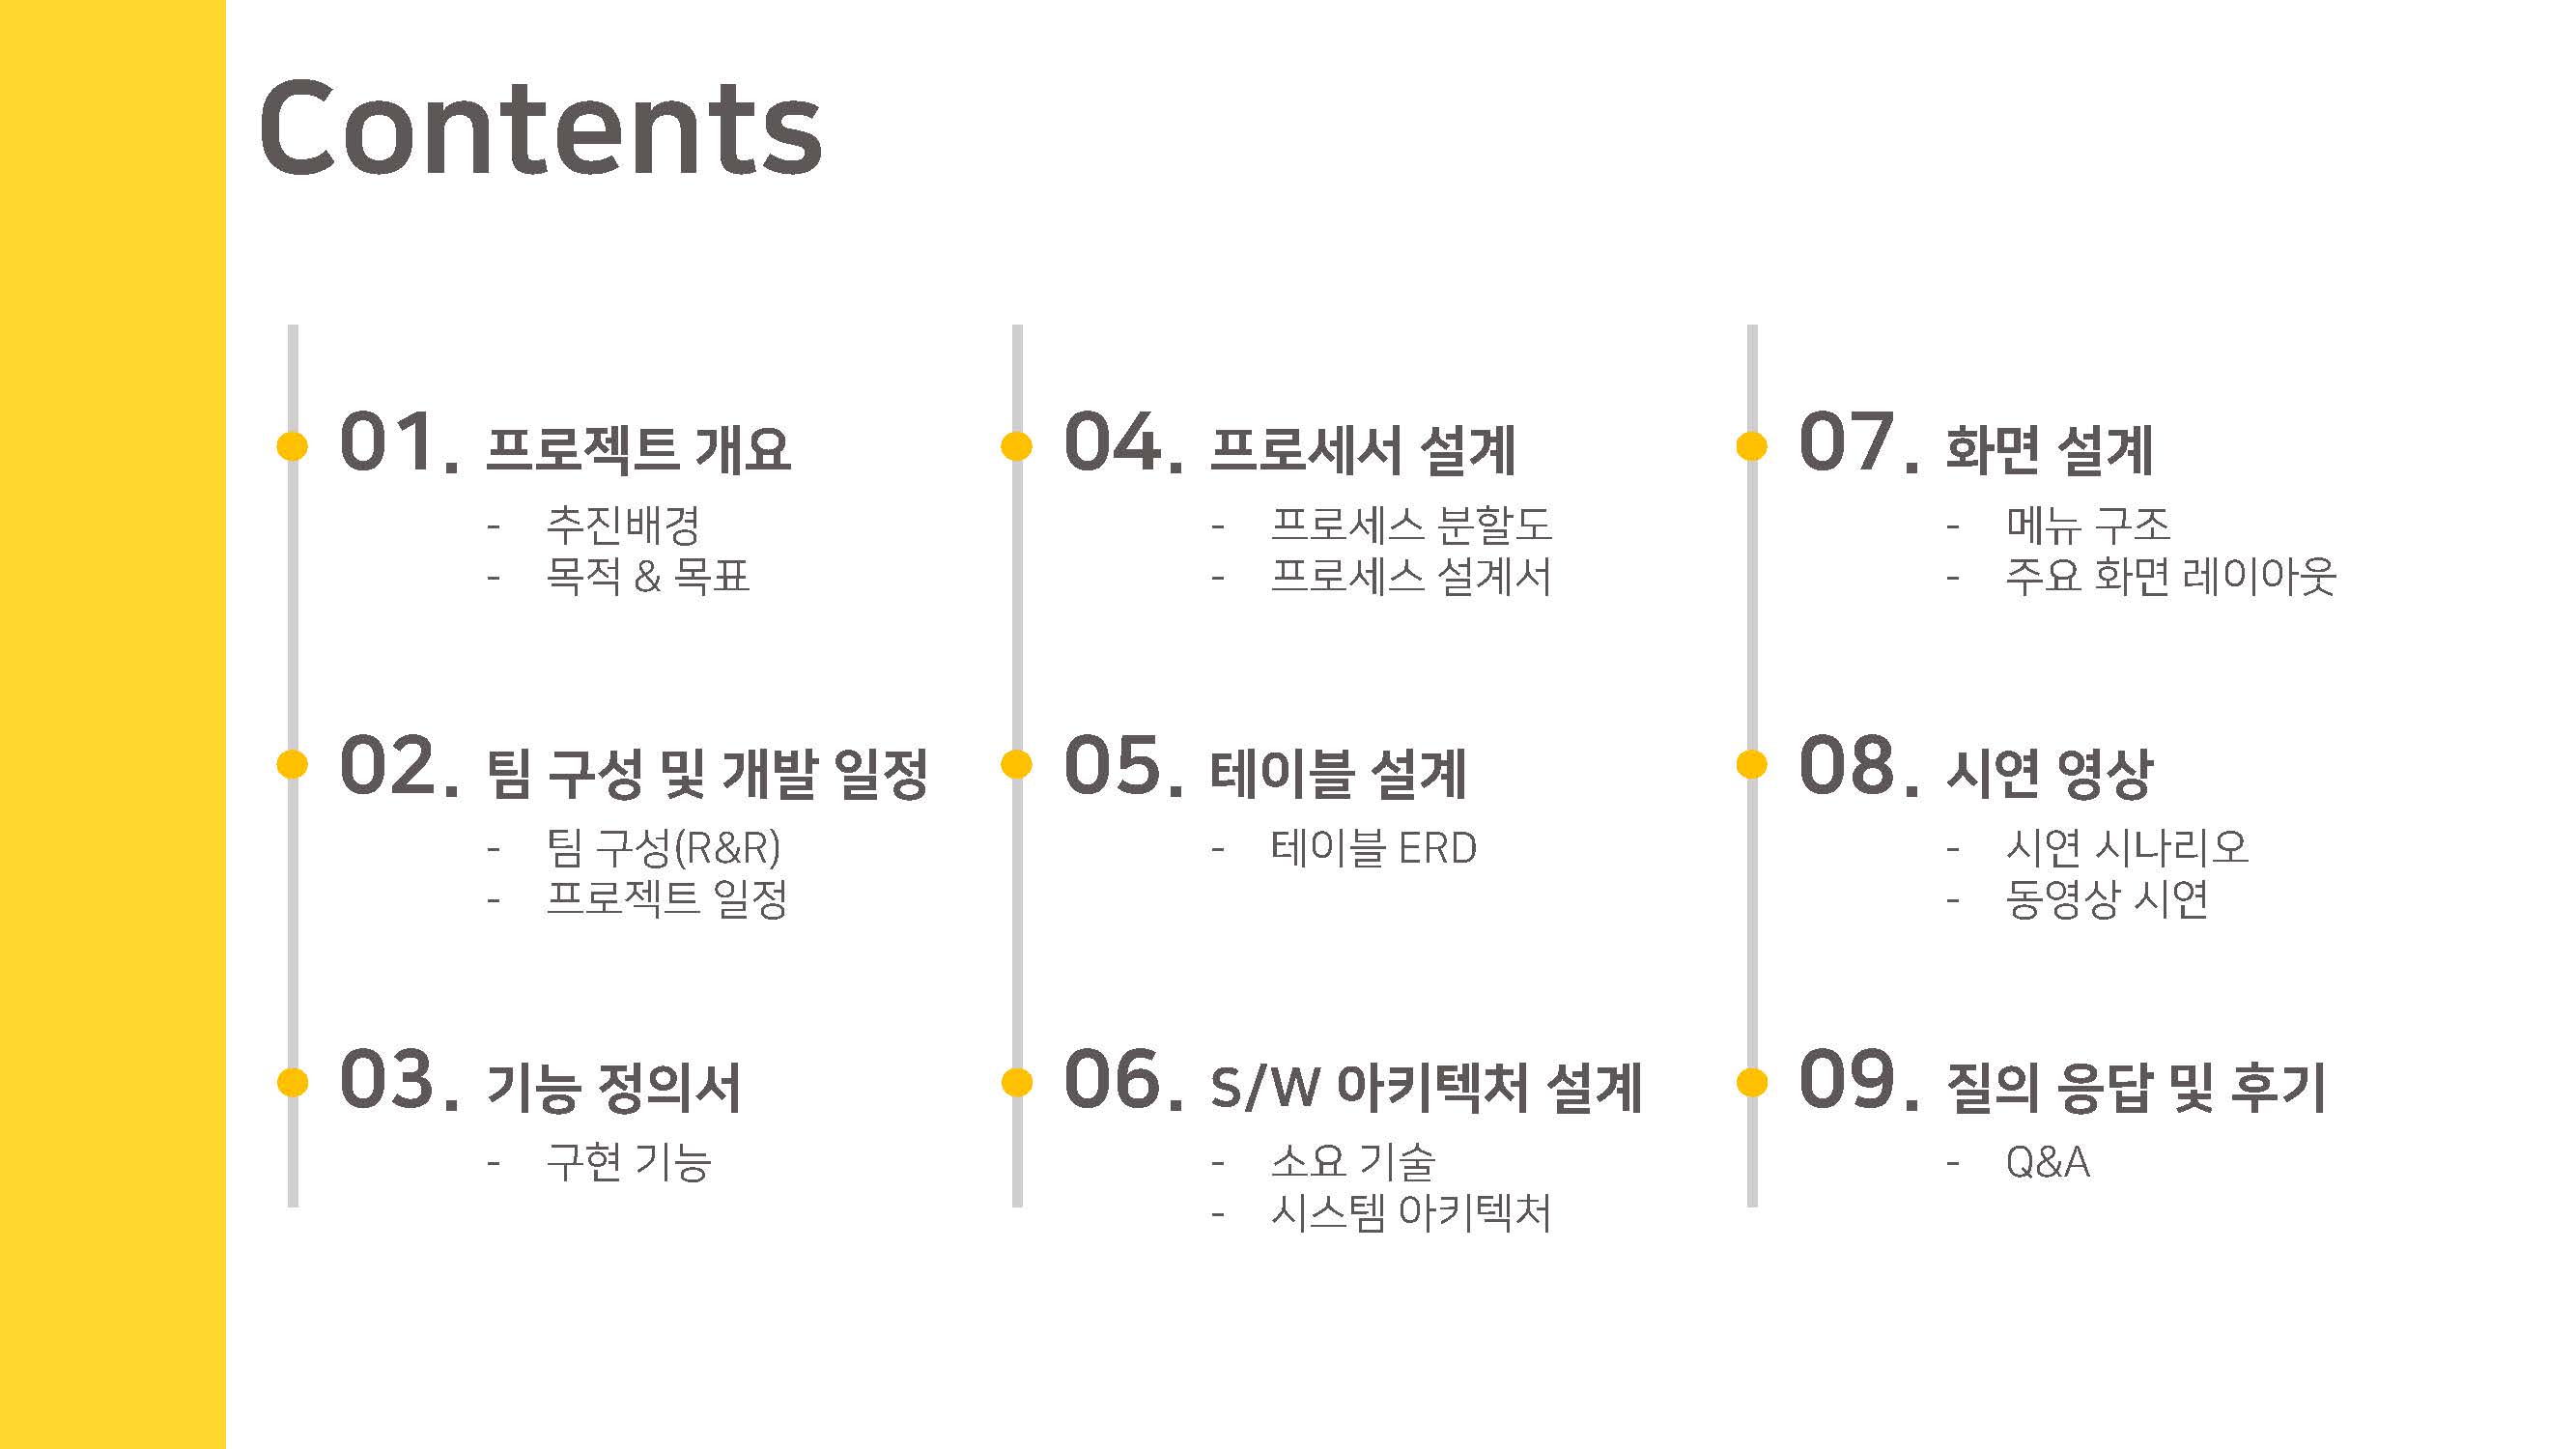 Contents
01. 프로젝트 개요
- 추진배경
- 목적 & 목표
02. 팀 구성 및 개발 일정
- 팀 구성(R&R)
- 프로젝트 일정
03. 기능 정의서
- 구현 기능
04. 프로세서 설계
- 프로세스 분할도
- 프로세스 설계서
05. 테이블 설계
- 테이블 ERD
06. S/W 아키텍처 설계
- 소요 기술
- 시스템 아키텍처
07. 화면 설계
- 메뉴 구조
- 주요 화면 레이아웃
08. 시연 영상
- 시연 시나리오
- 동영상 시연
09. 질의 응답 및 후기
- Q&A